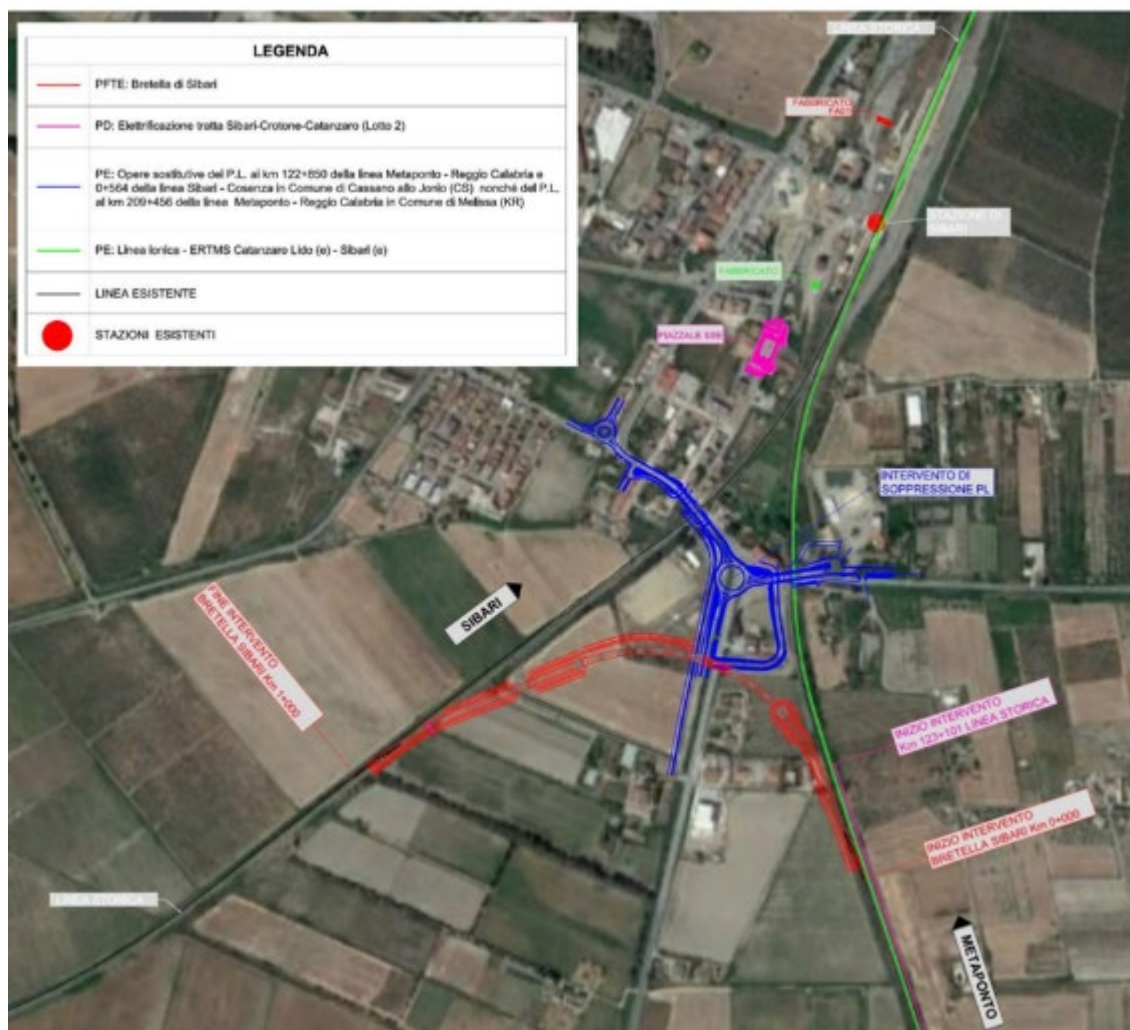 LEGENDA
PFTE: Bretella di Sibari
PD: Elettrificazione tratta Sibari-Crotone-Catanzaro (Lotto 2)
PE: Opere sostitutive del P.L. al km 122+850 della linea Metaponto - Reggio Calabria e
0+564 della linea Sibari - Cosenza in Comune di Cassano allo Jonio (CS) nonché del P.L.
al km 209+456 della linea Metaponto - Reggio Calabria in Comune di Melissa (KR)
PE: Linea ionica - ERTMS Catanzaro Lido (e) - Sibari (e)
LINEA ESISTENTE
STAZIONI ESISTENTI
FABBRICATO
STAZIONE DI
SIBARI
FABBRICATO
PIAZZALE SSE
INTERVENTO DI
SOPPRESSIONE PL
SIBARI
FINE INTERVENTO
BRETELLA SIBARI Km 1+000
INIZIO INTERVENTO
Km 123+101 LINEA STORICA
INIZIO INTERVENTO
BRETELLA SIBARI Km 0+000
METAPONTO